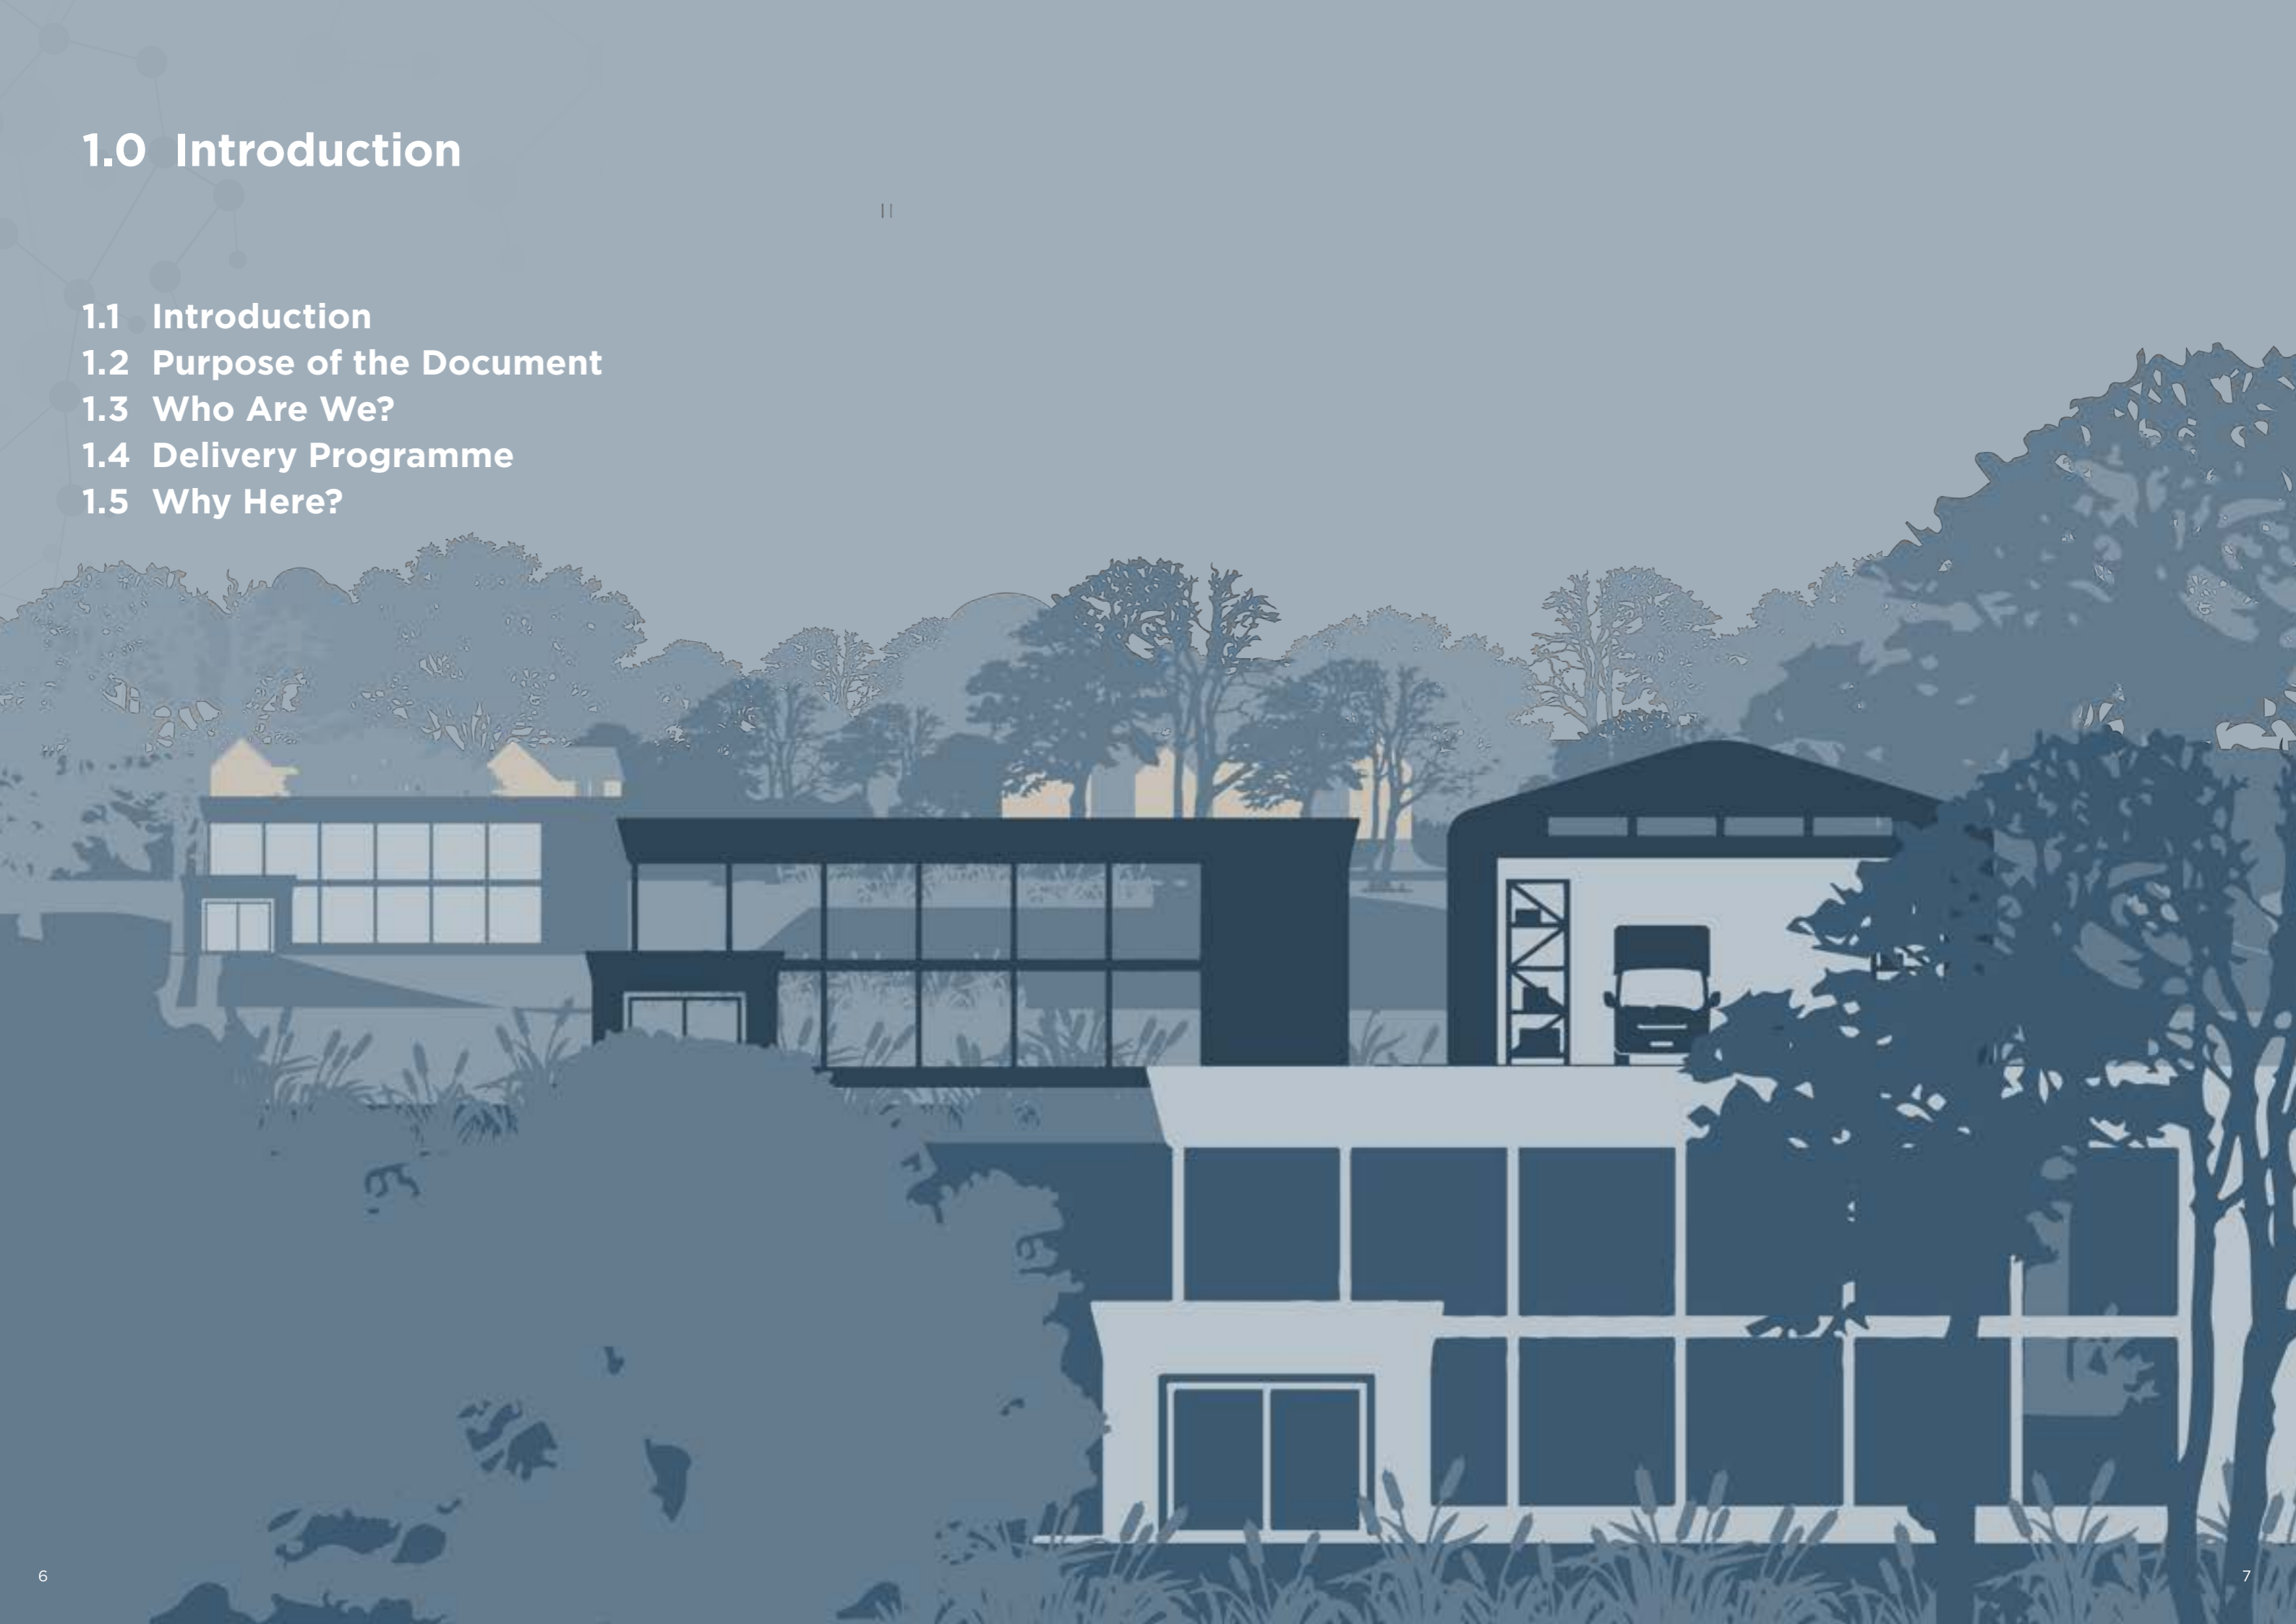 1.0 Introduction
1.1 Introduction
1.2 Purpose of the Document
1.3 Who Are We?
1.4 Delivery Programme
1.5 Why Here?
6
7